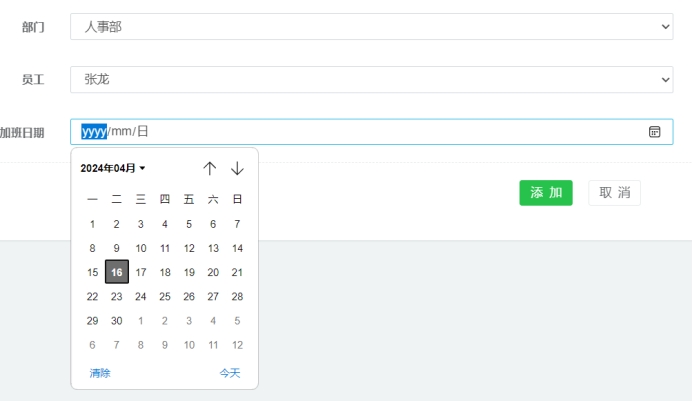 部门 人事部
员工 张龙
加班日期 yyyy/mm/日
2024年04月
添加 取消
一 二 三 四 五 六 日
1 2 3 4 5 6 7
8 9 10 11 12 13 14
15 16 17 18 19 20 21
22 23 24 25 26 27 28
29 30 1 2 3 4 5
6 7 8 9 10 11 12
清除 今天